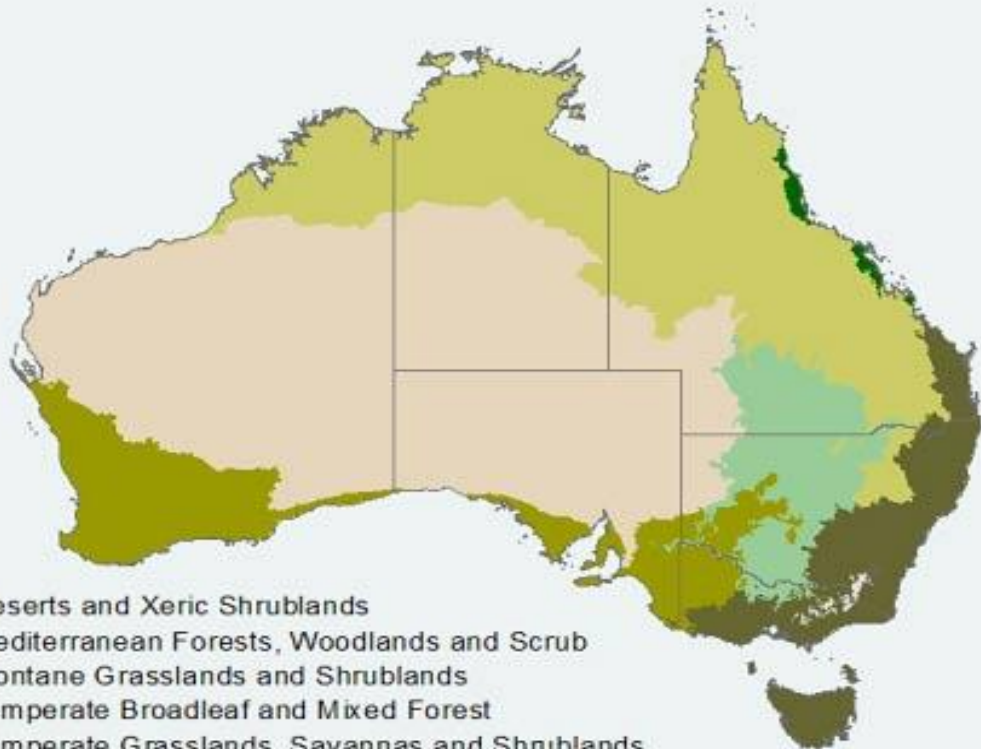 eserts and Xeric Shrublands
editerranean Forests, Woodlands and Scrub
ontane Grasslands and Shrublands
mperate Broadleaf and Mixed Forest
mperate Grasslands, Savannas and Shrublands